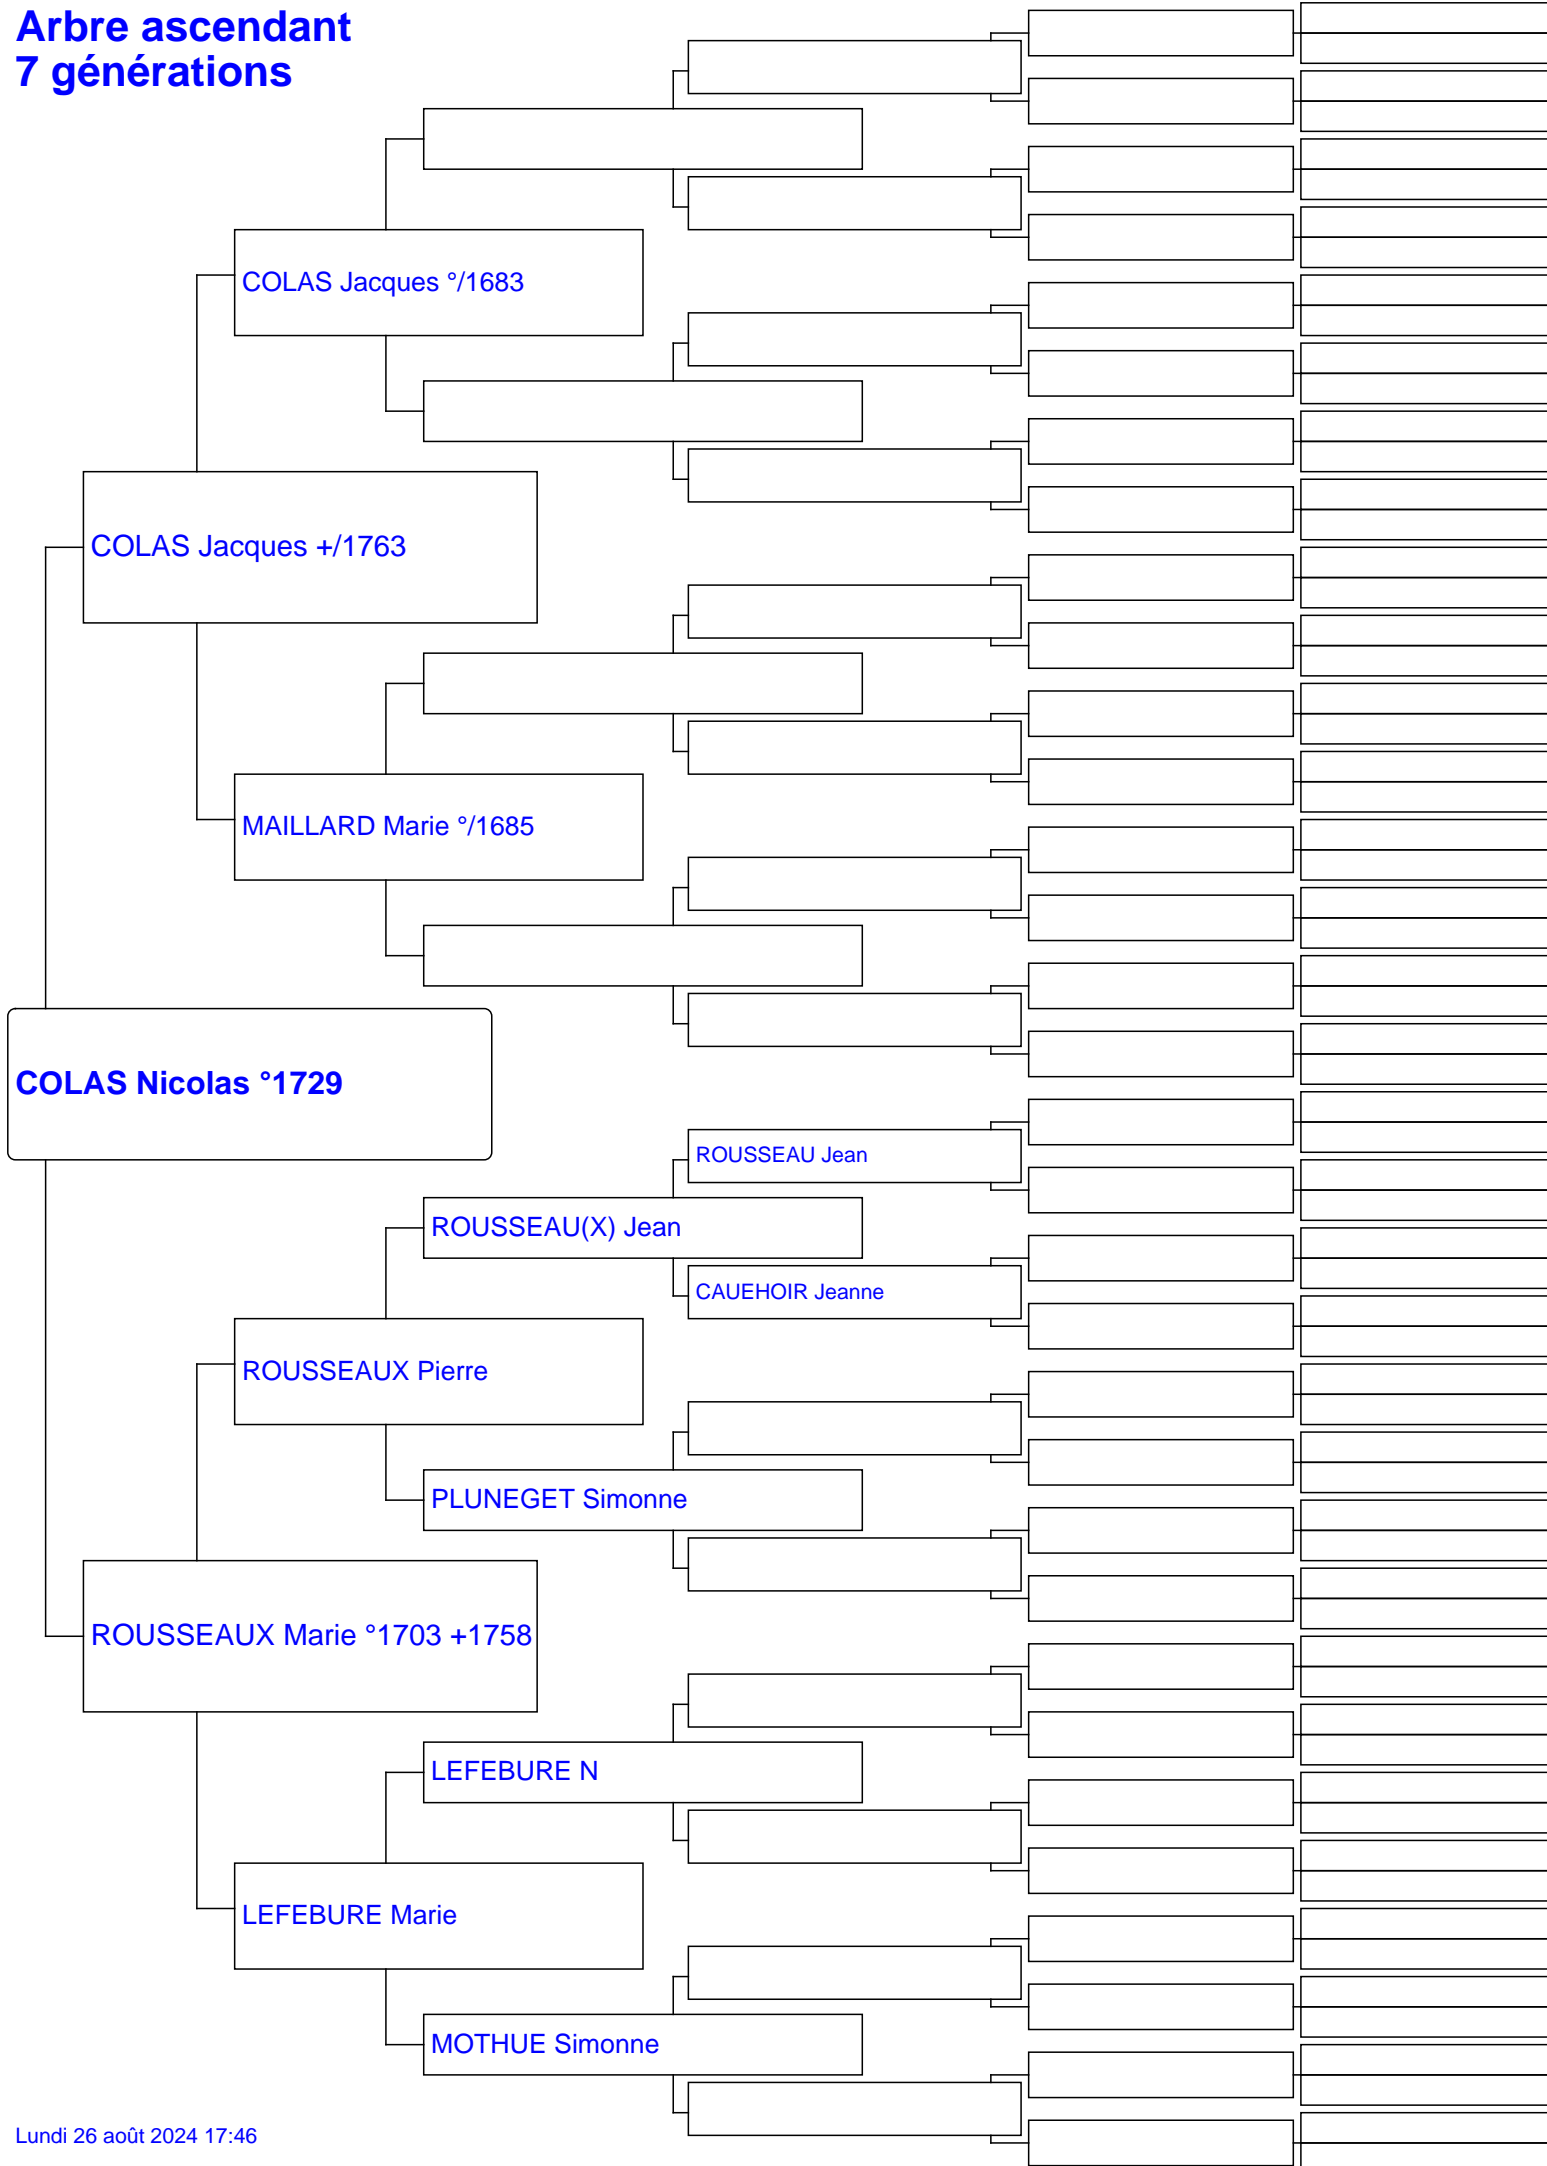 Arbre ascendant
7 générations
COLAS Jacques °/1683
COLAS Jacques +/1763
MAILLARD Marie °/1685
COLAS Nicolas °1729
ROUSSEAU Jean
ROUSSEAU(X) Jean
CAUEHOIR Jeanne
ROUSSEAUX Pierre
PLUNEGET Simonne
ROUSSEAUX Marie °1703 +1758
LEFEBURE N
LEFEBURE Marie
MOTHUE Simonne
Lundi 26 août 2024 17:46